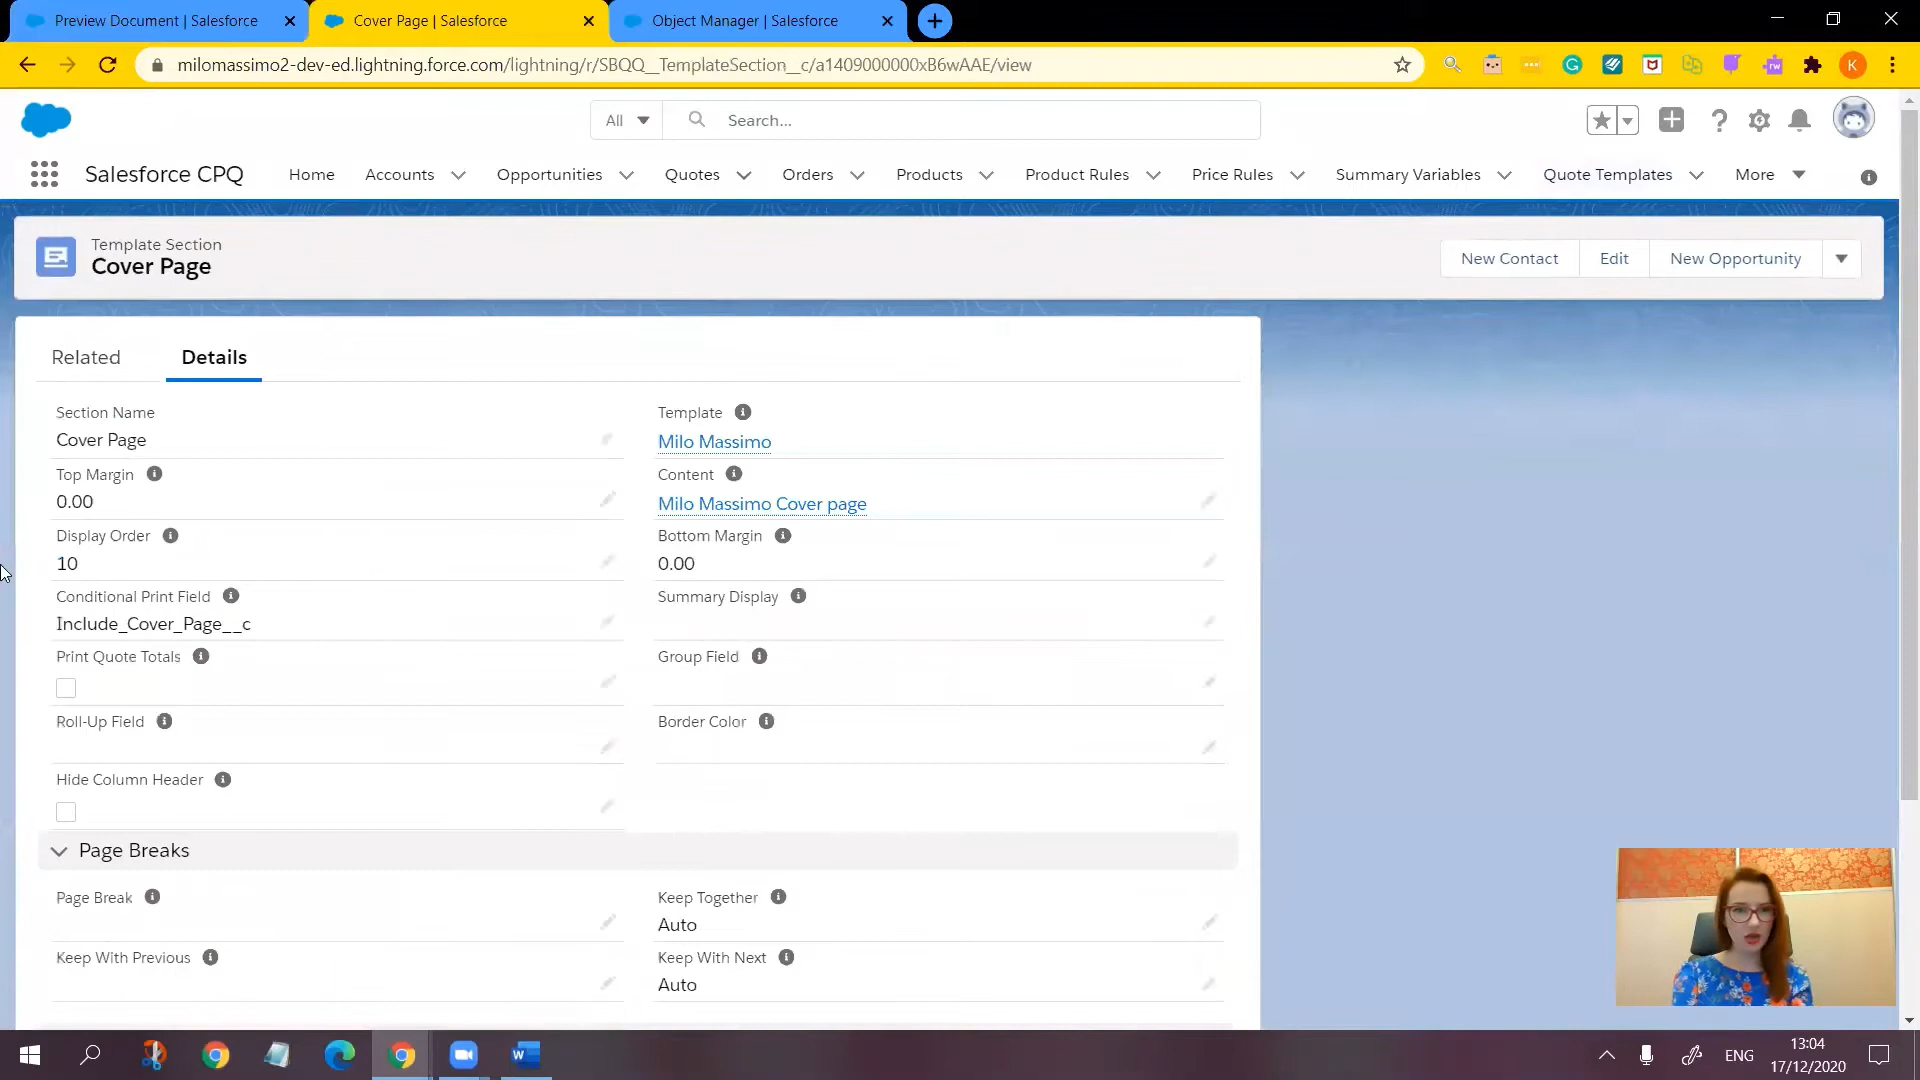 Preview Document | Salesforce
Cover Page | Salesforce
Object Manager | Salesforce
milomassimo2-dev-ed.lightning.force.com/lightning/r/SBQQ__TemplateSection__c/a1409000000xB6wAAE/view
K
All
Search...
Salesforce CPQ
Home
Accounts
Opportunities
Quotes
Orders
Products
Product Rules
Price Rules
Summary Variables
Quote Templates
More
Template Section
Cover Page
New Contact
Edit
New Opportunity
Related
Details
Section Name
Cover Page
Template
Milo Massimo
Top Margin
0.00
Content
Milo Massimo Cover page
Display Order
10
Bottom Margin
0.00
Conditional Print Field
Include_Cover_Page__c
Summary Display
Print Quote Totals
Group Field
Roll-Up Field
Border Color
Hide Column Header
Page Breaks
Page Break
Keep Together
Auto
Keep With Previous
Keep With Next
Auto
ENG
13:04
17/12/2020